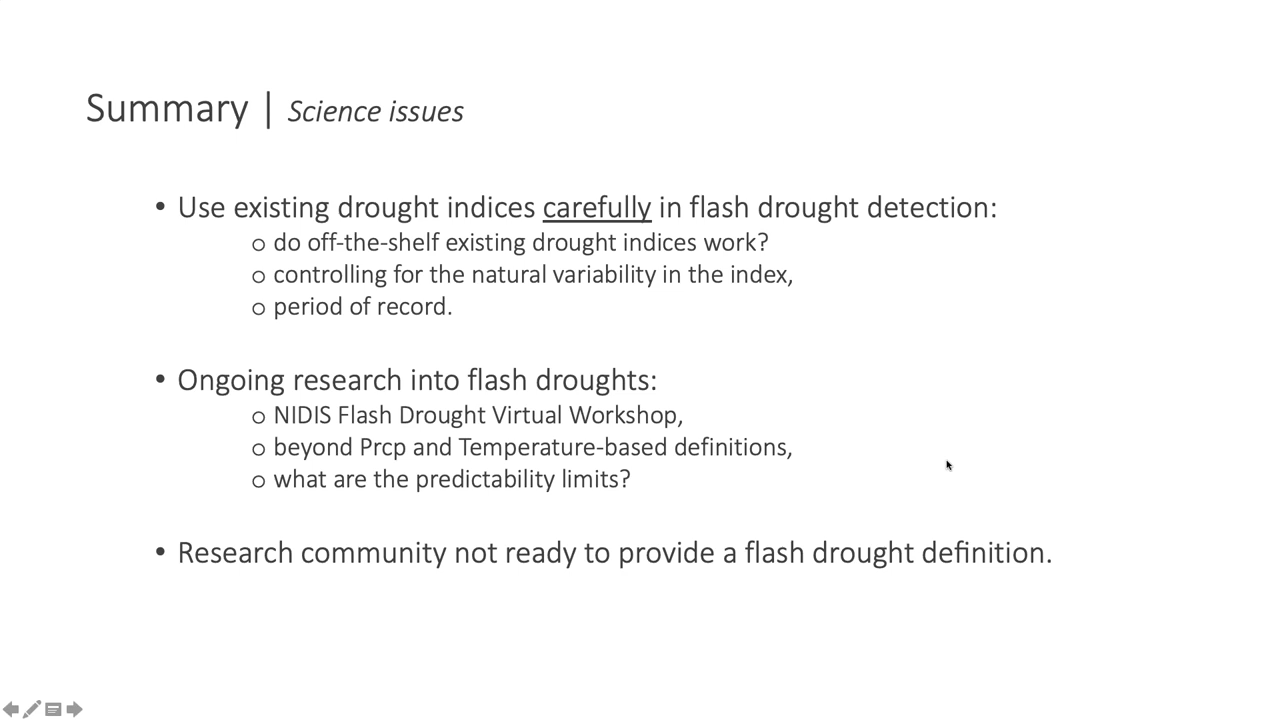 Summary | Science issues
• Use existing drought indices carefully in flash drought detection:
o do off-the-shelf existing drought indices work?
o controlling for the natural variability in the index,
o period of record.
• Ongoing research into flash droughts:
o NIDIS Flash Drought Virtual Workshop,
o beyond Prcp and Temperature-based definitions,
o what are the predictability limits?
• Research community not ready to provide a flash drought definition.